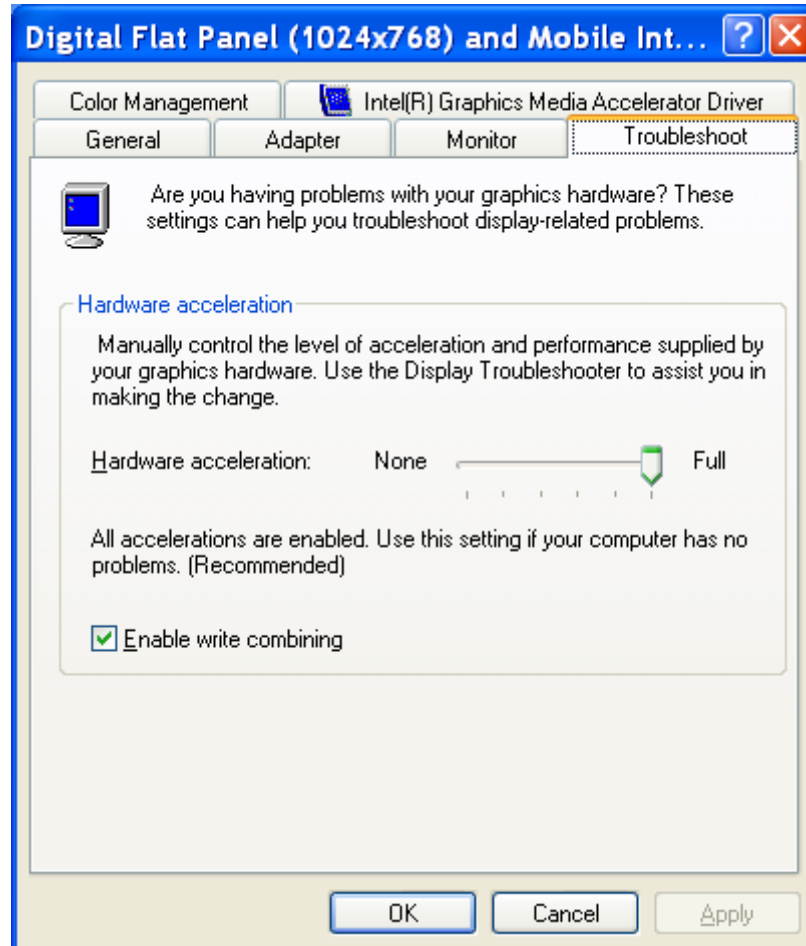 Digital Flat Panel (1024x768) and Mobile Int...
Color Management
Intel(R) Graphics Media Accelerator Driver
General
Adapter
Monitor
Troubleshoot
Are you having problems with your graphics hardware? These
settings can help you troubleshoot display-related problems.
Hardware acceleration
Manually control the level of acceleration and performance supplied by
your graphics hardware. Use the Display Troubleshooter to assist you in
making the change.
Hardware acceleration: None Full
All accelerations are enabled. Use this setting if your computer has no
problems. (Recommended)
Enable write combining
OK
Cancel
Apply